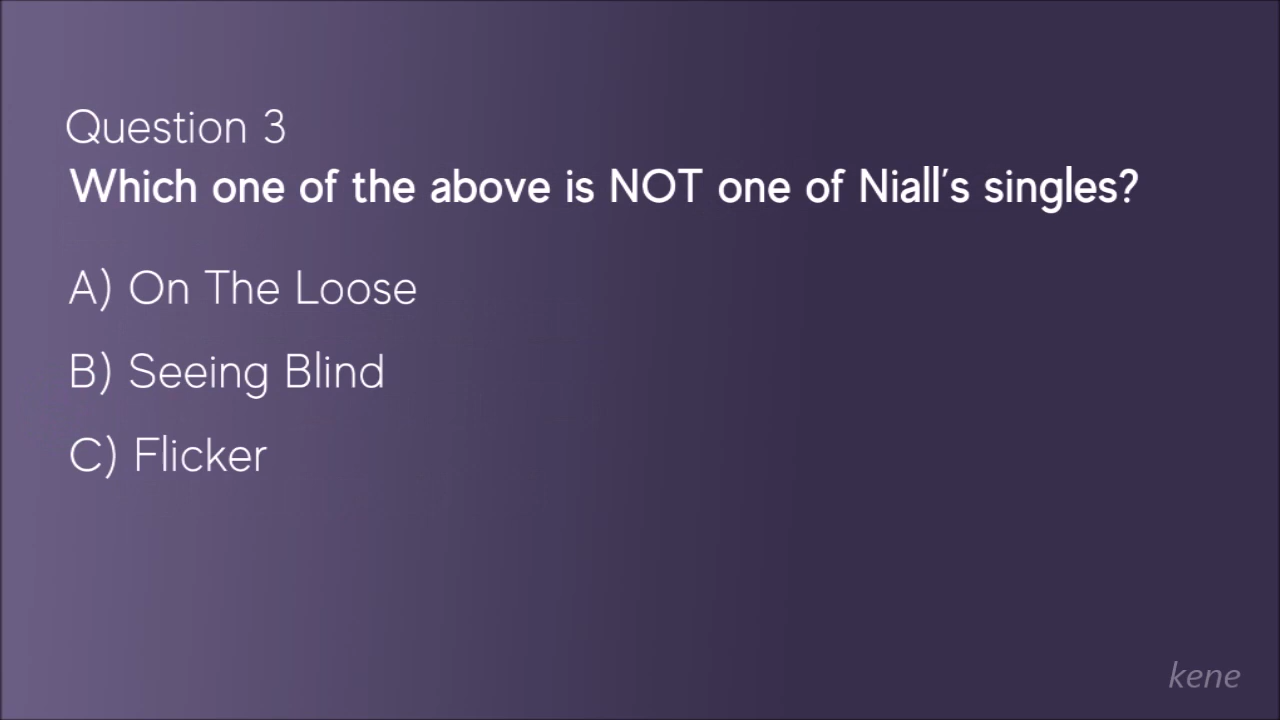 Question 3
Which one of the above is NOT one of Niall's singles?
A) On The Loose
B) Seeing Blind
C) Flicker
kene